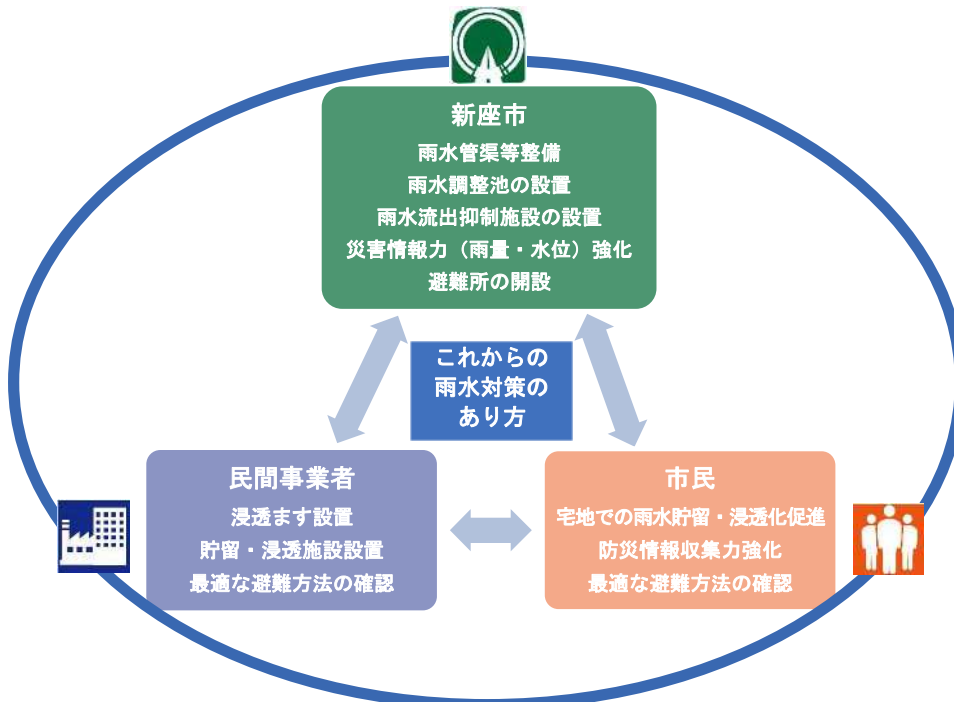 新座市
雨水管渠等整備
雨水調整池の設置
雨水流出抑制施設の設置
災害情報力（雨量・水位）強化
避難所の開設
これからの
雨水対策の
あり方
民間事業者
浸透ます設置
貯留・浸透施設設置
最適な避難方法の確認
市民
宅地での雨水貯留・浸透化促進
防災情報収集力強化
最適な避難方法の確認